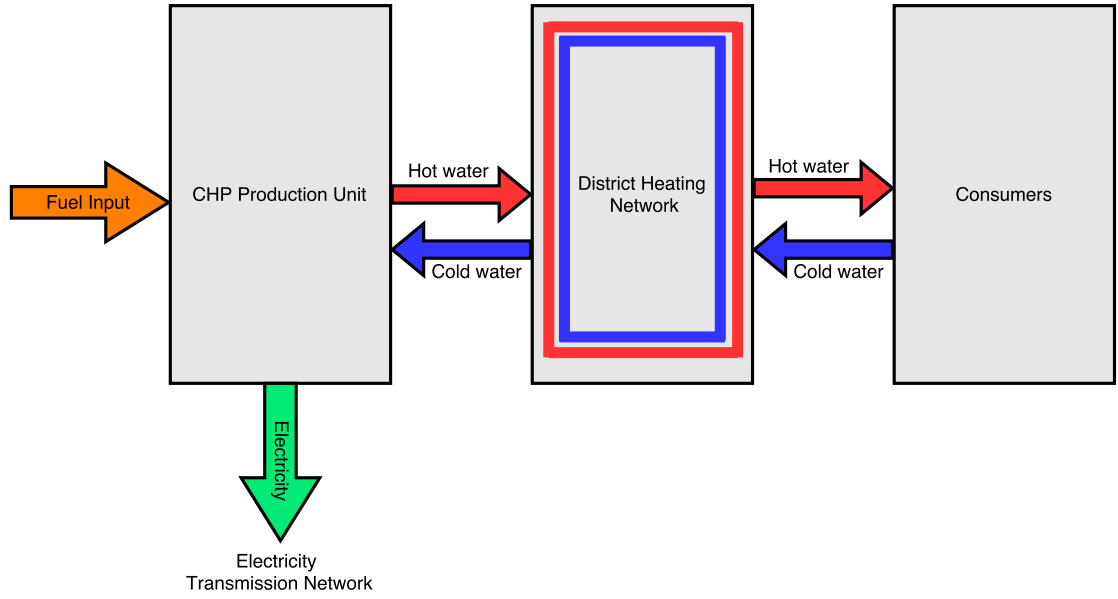 Fuel Input
CHP Production Unit
Hot water
Cold water
District Heating
Network
Hot water
Cold water
Consumers
Electricity
Electricity
Transmission Network